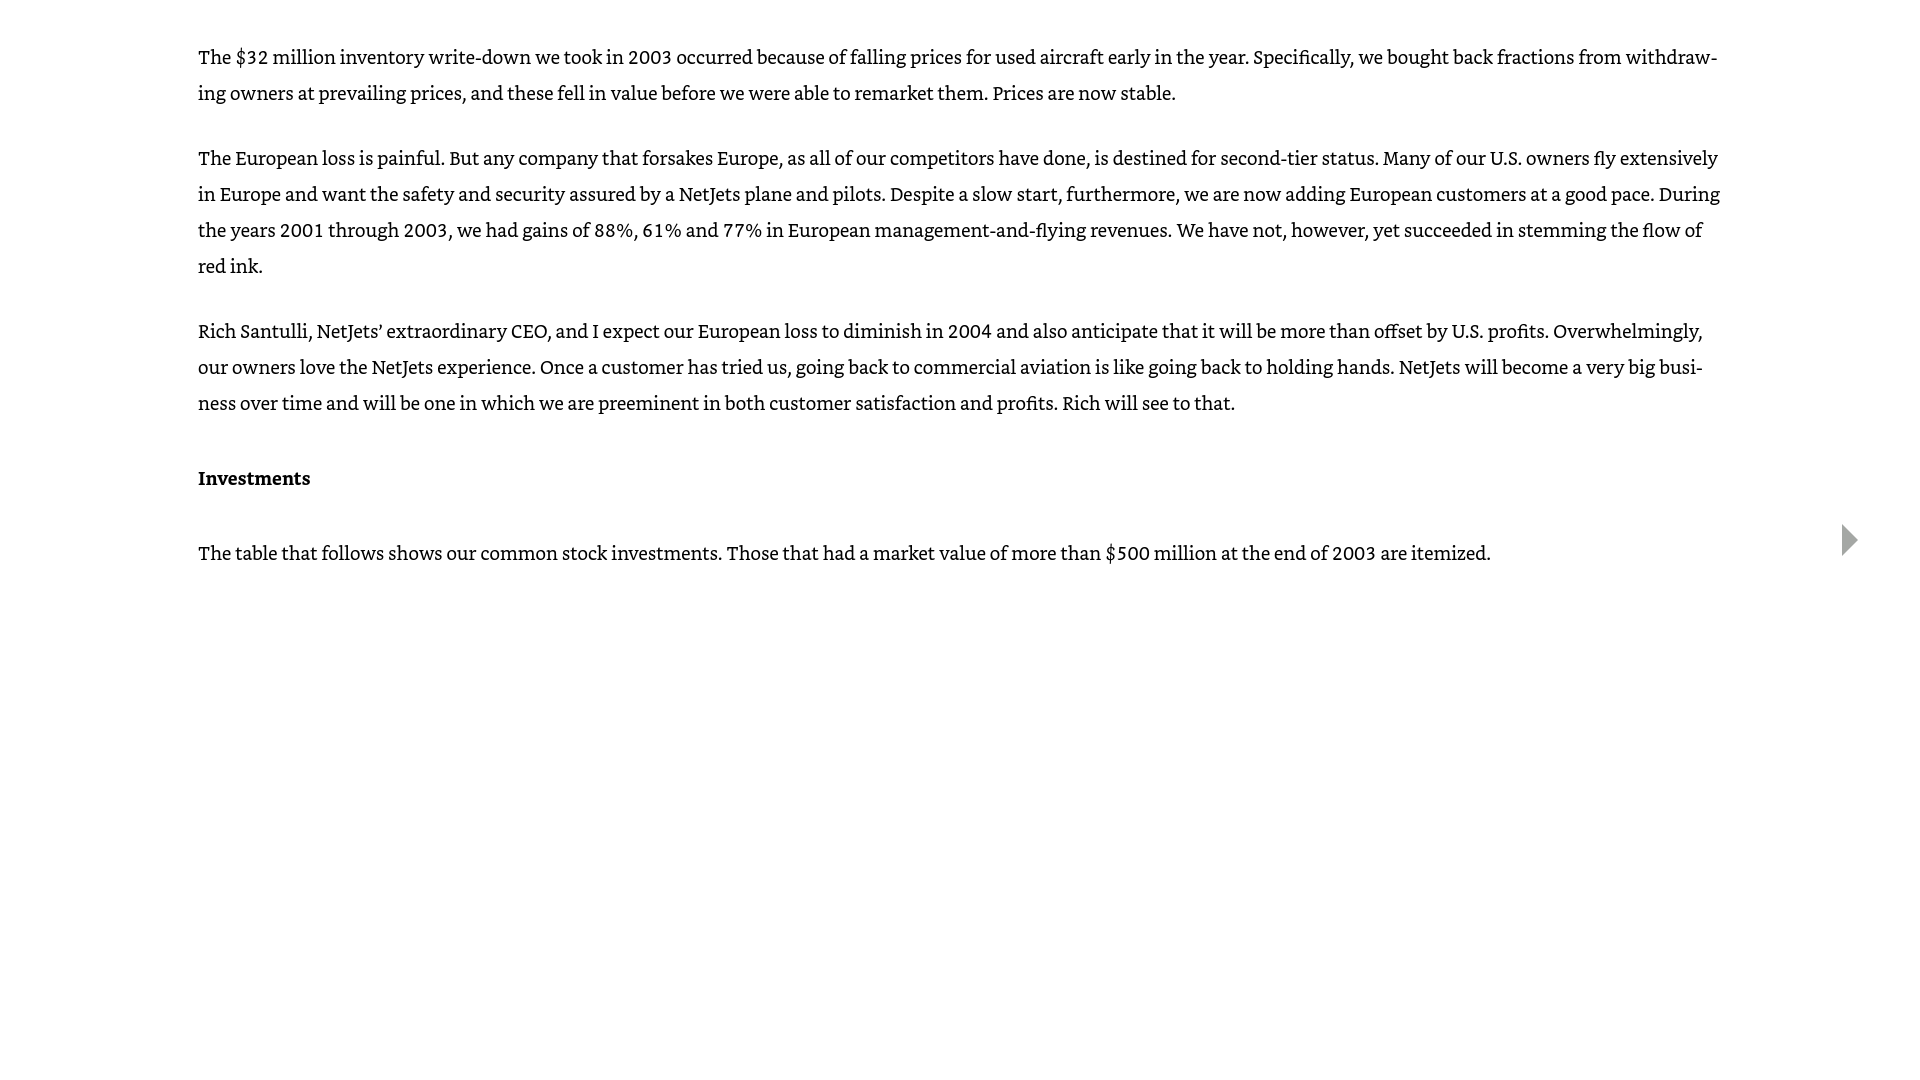 The $32 million inventory write-down we took in 2003 occurred because of falling prices for used aircraft early in the year. Specifically, we bought back fractions from withdraw-
ing owners at prevailing prices, and these fell in value before we were able to remarket them. Prices are now stable.
The European loss is painful. But any company that forsakes Europe, as all of our competitors have done, is destined for second-tier status. Many of our U.S. owners fly extensively
in Europe and want the safety and security assured by a NetJets plane and pilots. Despite a slow start, furthermore, we are now adding European customers at a good pace. During
the years 2001 through 2003, we had gains of 88%, 61% and 77% in European management-and-flying revenues. We have not, however, yet succeeded in stemming the flow of
red ink.
Rich Santulli, NetJets’ extraordinary CEO, and I expect our European loss to diminish in 2004 and also anticipate that it will be more than offset by U.S. profits. Overwhelmingly,
our owners love the NetJets experience. Once a customer has tried us, going back to commercial aviation is like going back to holding hands. NetJets will become a very big busi-
ness over time and will be one in which we are preeminent in both customer satisfaction and profits. Rich will see to that.
Investments
The table that follows shows our common stock investments. Those that had a market value of more than $500 million at the end of 2003 are itemized.